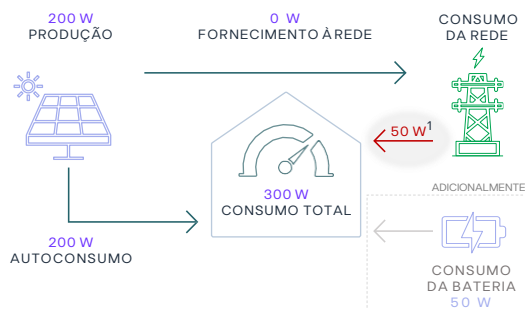 200 W
PRODUÇÃO
0 W
FORNECIMENTO À REDE
CONSUMO
DA REDE
50 W¹
300 W
CONSUMO TOTAL
200 W
AUTOCONSUMO
ADICIONALMENTE
CONSUMO
DA BATERIA
50 W